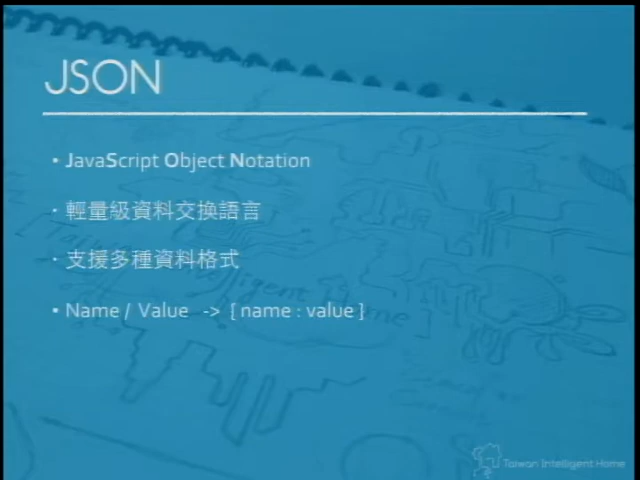 JSON
• JavaScript Object Notation
• 輕量級資料交換語言
• 支援多種資料格式
• Name / Value -> { name : value }
Taiwan Intelligent Home